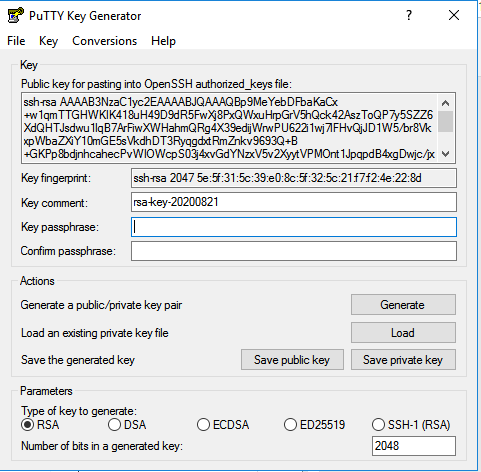 PuTTY Key Generator
?
File Key Conversions Help
Key
Public key for pasting into OpenSSH authorized_keys file:
ssh-rsa AAAAB3NzaC1yc2EAAAABJQAAAQBp9MeYebDFbaKaCx
+w1qmTTGHWKlK418uH49D9dR5FwXj8PxQWxuHrpGrV5hQck42AszToQP7y5SZZ6
XdQHTJsdwu1lqB7ArFiwXWHahmQRg4X39edijWrwPU622i1wj7lFHvQjJD1W5/br8Vk
xpWbaZXjY10mGE5sVkdhDT3RyqgdxtRmZnkv9693Q+B
+GKPp8bdjnhcahecPvWIOWcpS03j4xvGdYNzxV5v2XyytVPMOnt1JpqpdB4xgDwjc/jx
Key fingerprint: ssh-rsa 2047 5e:5f:31:5c:39:e0:8c:5f:32:5c:21:f7:f2:4e:22:8d
Key comment: rsa-key-20200821
Key passphrase:
Confirm passphrase:
Actions
Generate a public/private key pair Generate
Load an existing private key file Load
Save the generated key Save public key Save private key
Parameters
Type of key to generate:
RSA DSA ECDSA ED25519 SSH-1 (RSA)
Number of bits in a generated key: 2048